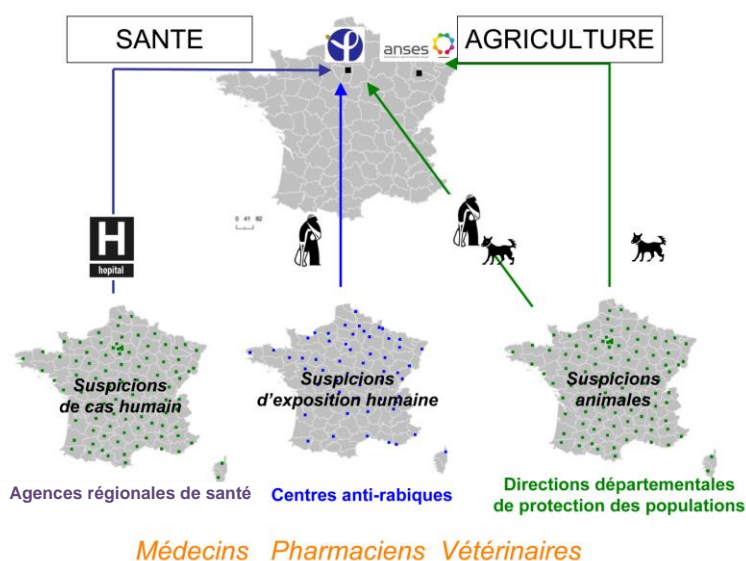 SANTE
anses
AGRICULTURE
0 41 82
H
hopital
Suspicions
de cas humain
Suspicions
d'exposition humaine
Suspicions
animales
Agences régionales de santé
Centres anti-rabiques
Directions départementales
de protection des populations
Médecins Pharmaciens Vétérinaires